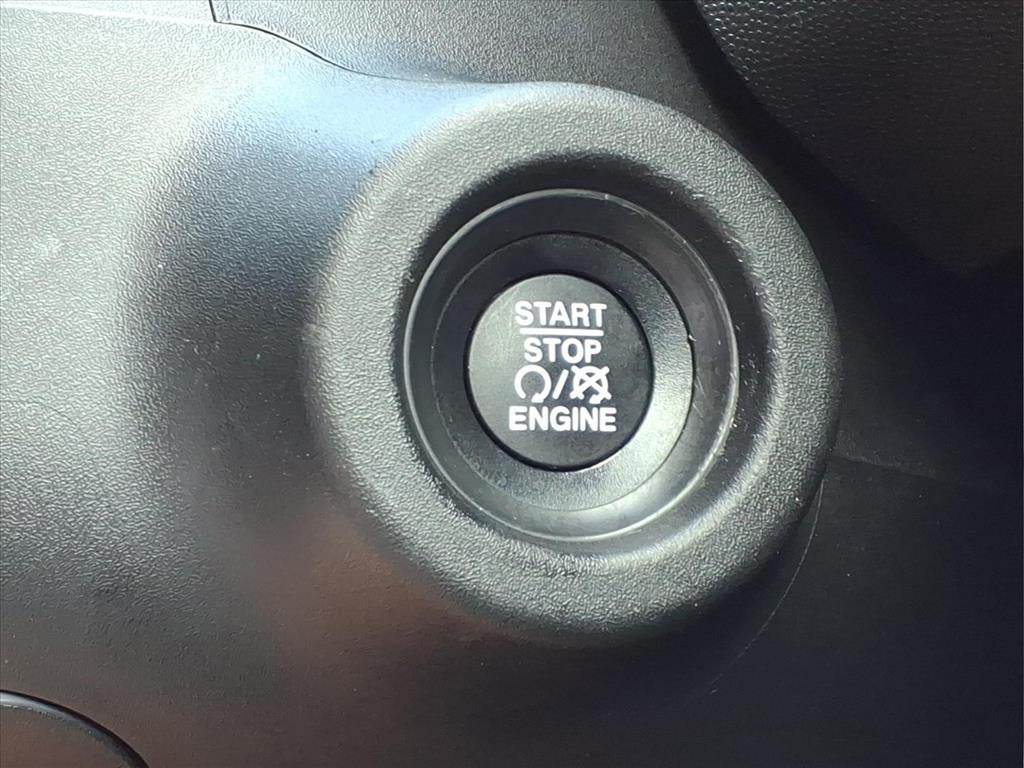 START
STOP
/
ENGINE